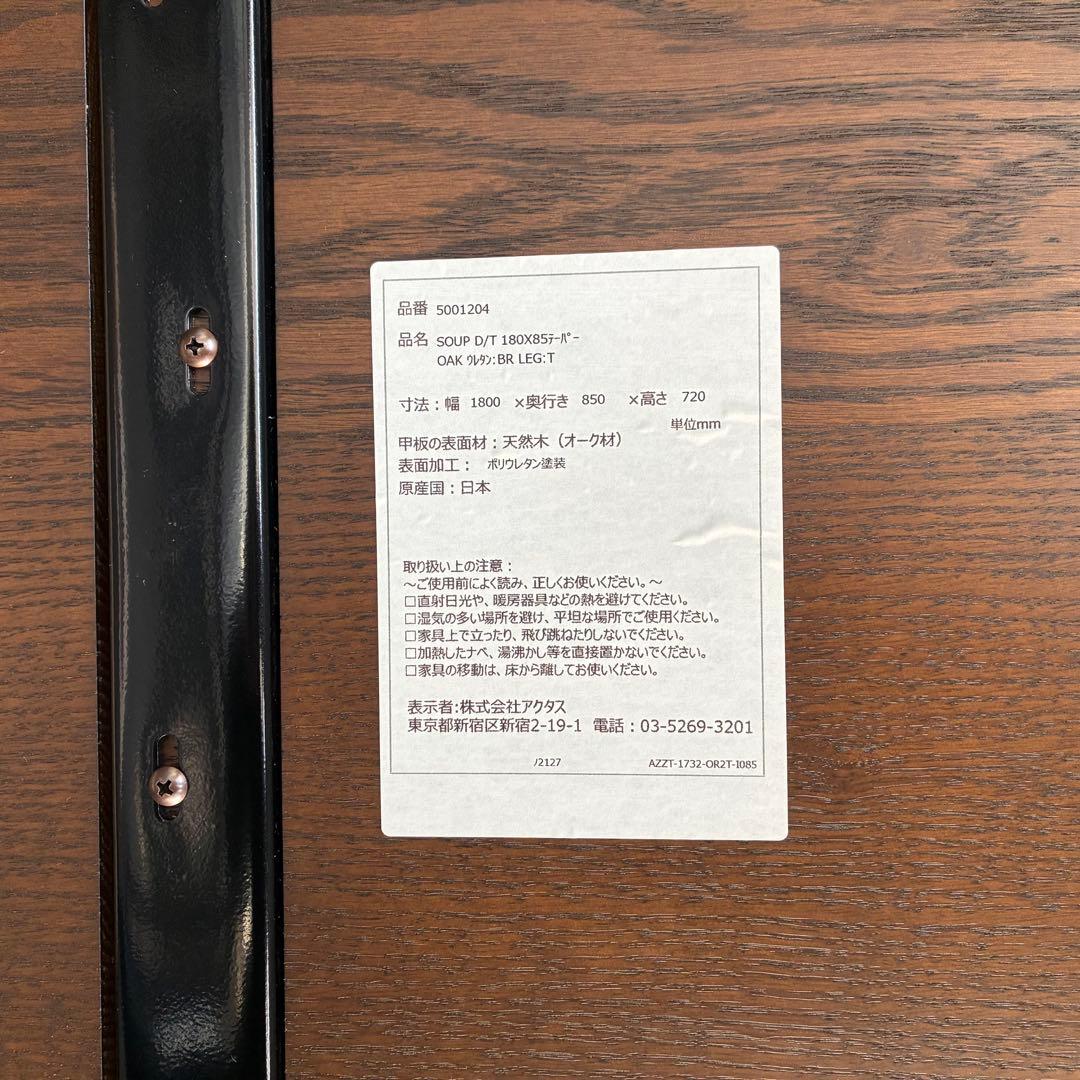 品番 5001204
品名 SOUP D/T 180X85ﾃｰﾊﾟｰ
OAK ｳﾚﾀﾝ:BR LEG:T
寸法：幅 1800 ×奥行き 850 ×高さ 720
単位mm
甲板の表面材：天然木（オーク材）
表面加工： ポリウレタン塗装
原産国：日本
取り扱い上の注意：
～ご使用前によく読み、正しくお使いください。～
□直射日光や、暖房器具などの熱を避けてください。
□湿気の多い場所を避け、平坦な場所でご使用ください。
□家具上で立ったり、飛び跳ねたりしないでください。
□加熱したナベ、湯沸かし等を直接置かないでください。
□家具の移動は、床から離してお使いください。
表示者:株式会社アクタス
東京都新宿区新宿2-19-1 電話：03-5269-3201
/2127 AZZT-1732-OR2T-I085